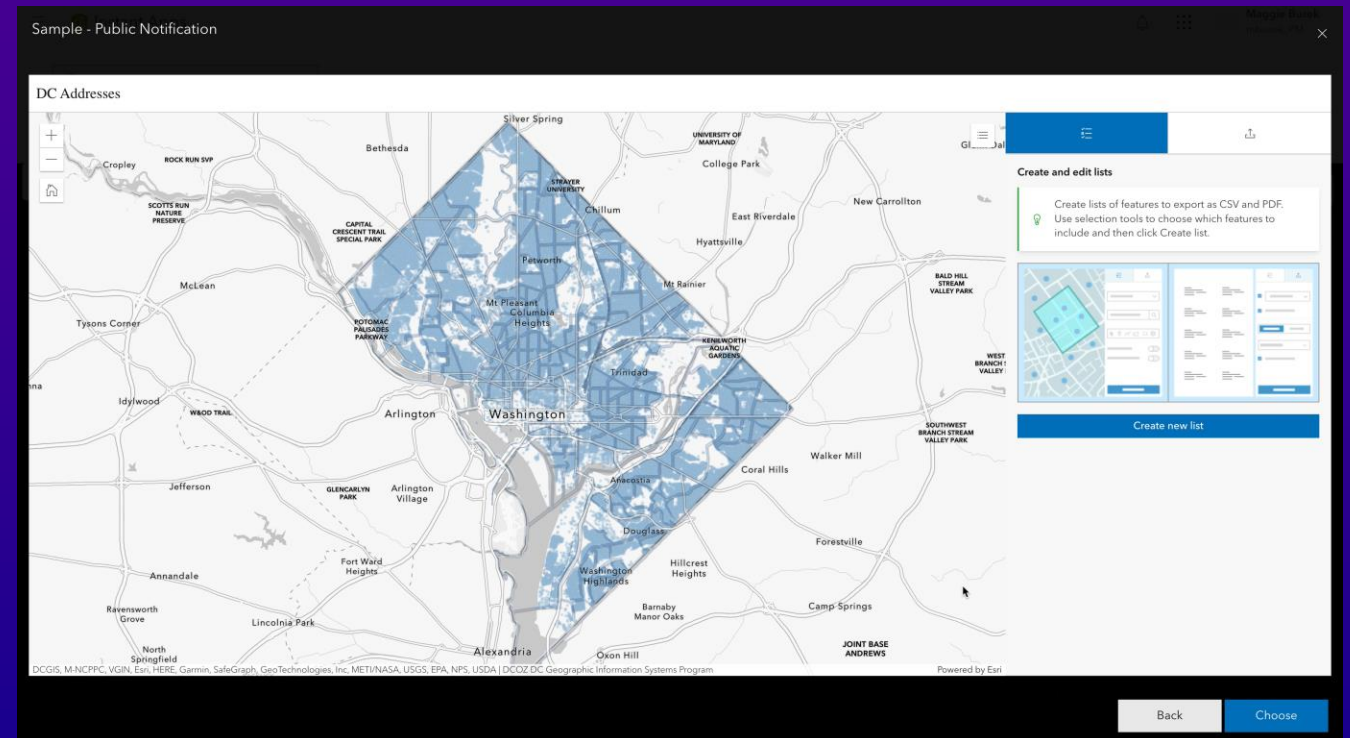 Sample - Public Notification
DC Addresses
Silver Spring
Bethesda
UNIVERSITY OF
MARYLAND
Cropley
ROCK RUN SVP
College Park
STRAYER
UNIVERSITY
SCOTTS RUN
NATURE
PRESERVE
New Carrollton
Chillum
East Riverdale
CAPITAL
CRESCENT TRAIL
SPECIAL PARK
Hyattsville
Petworth
BALD HILL
STREAM
VALLEY PARK
McLean
Mt Rainier
Mt Pleasant
Columbia
Heights
Tysons Corner
POTOMAC
PALISADES
PARKWAY
KENILWORTH
AQUATIC
GARDENS
WEST
BRANCH
VALLEY
Trinidad
Idylwood
W&OD TRAIL
Arlington
Washington
SOUTHWEST
BRANCH STREAM
VALLEY PARK
Walker Mill
Coral Hills
Jefferson
GLENCARLYN
PARK
Arlington
Village
Anacostia
Douglass
Forestville
Fort Ward
Heights
Washington
Highlands
Hillcrest
Heights
Annandale
Ravensworth
Grove
Lincolnia Park
Barnaby
Manor Oaks
Camp Springs
North
Springfield
Alexandria
Oxon Hill
JOINT BASE
ANDREWS
DCGIS, M-NCPPC, VGIN, Esri, HERE, Garmin, SafeGraph, GeoTechnologies, Inc, METI/NASA, USGS, EPA, NPS, USDA | DCOZ DC Geographic Information Systems Program
Powered by Esri
Create and edit lists
Create lists of features to export as CSV and PDF.
Use selection tools to choose which features to
include and then click Create list.
Create new list
Back
Choose